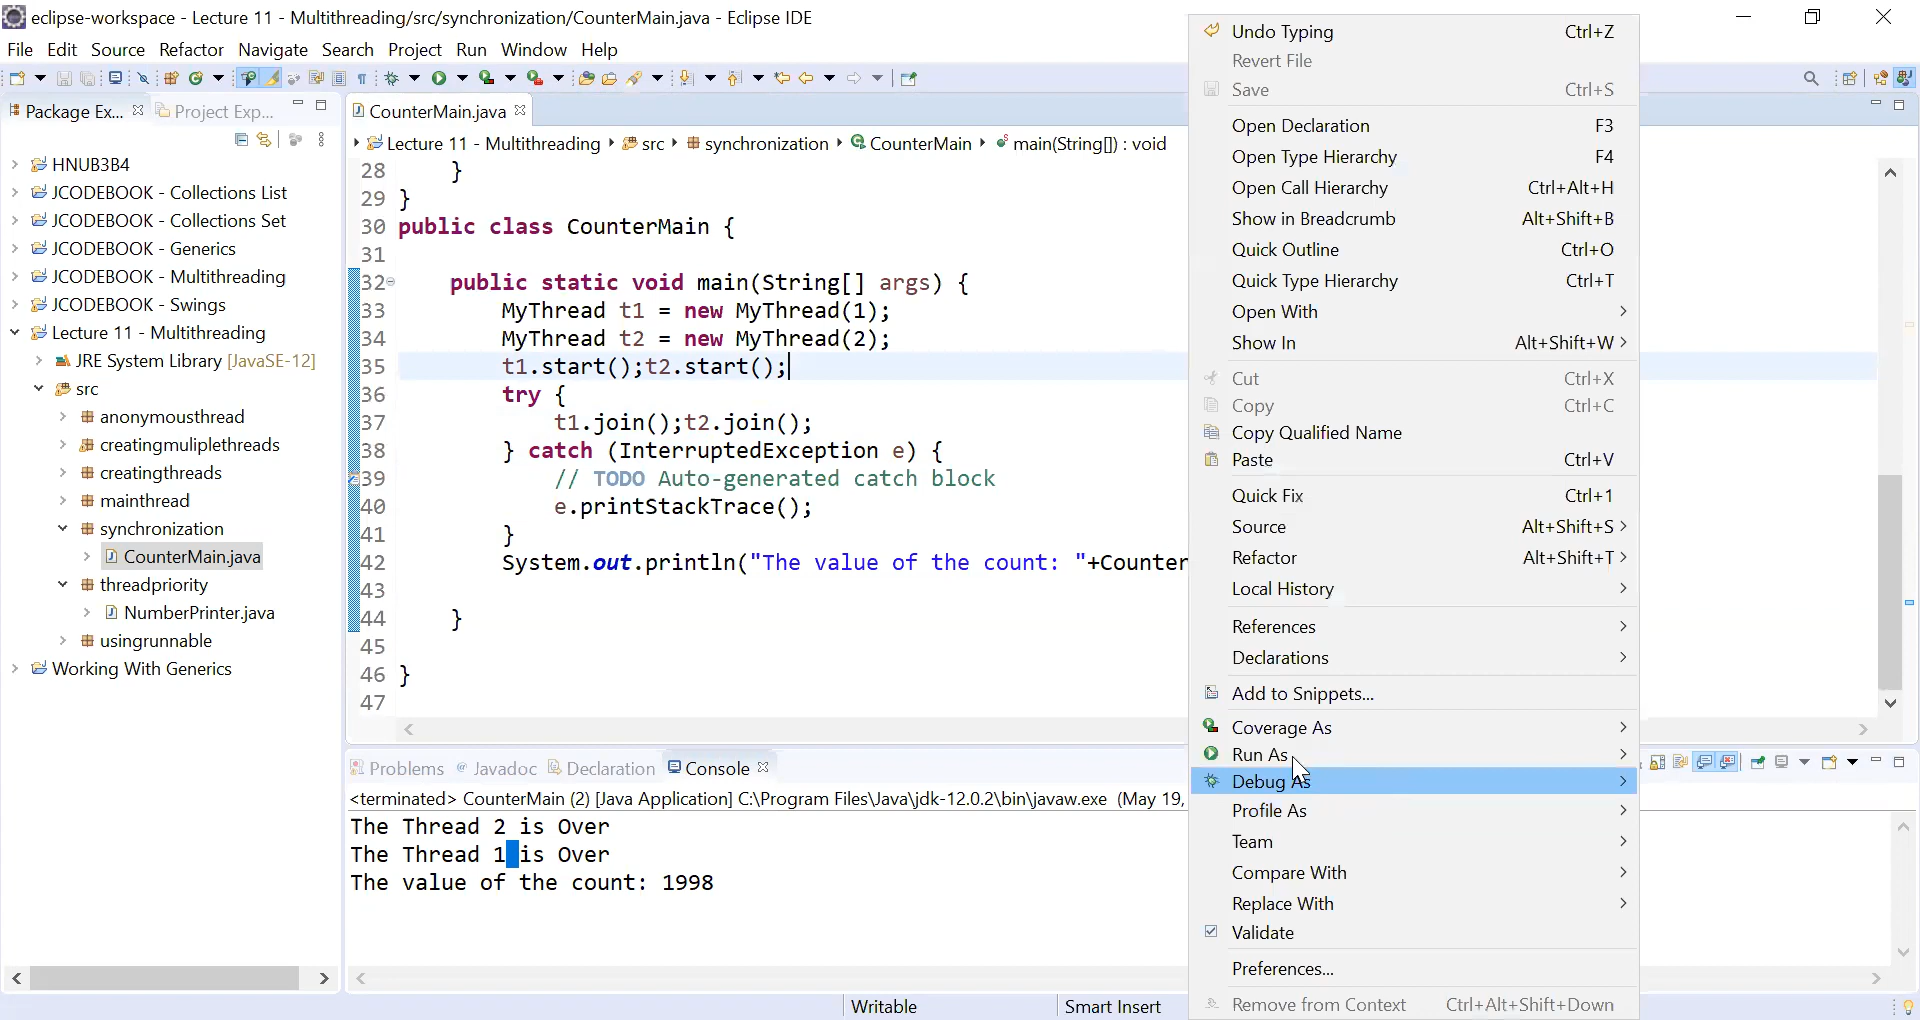 eclipse-workspace - Lecture 11 - Multithreading/src/synchronization/CounterMain.java - Eclipse IDE
File Edit Source Refactor Navigate Search Project Run Window Help
Package Ex... Project Exp...
HNUB3B4
JCODEBOOK - Collections List
JCODEBOOK - Collections Set
JCODEBOOK - Generics
JCODEBOOK - Multithreading
JCODEBOOK - Swings
Lecture 11 - Multithreading
JRE System Library [JavaSE-12]
src
anonymousthread
creatingmuliplethreads
creatingthreads
mainthread
synchronization
CounterMain.java
threadpriority
NumberPrinter.java
usingrunnable
Working With Generics
CounterMain.java
Lecture 11 - Multithreading src synchronization CounterMain main(String[]) : void
28 }
29 }
30 public class CounterMain {
31
32 public static void main(String[] args) {
33 MyThread t1 = new MyThread(1);
34 MyThread t2 = new MyThread(2);
35 t1.start();t2.start();
36 try {
37 t1.join();t2.join();
38 } catch (InterruptedException e) {
39 // TODO Auto-generated catch block
40 e.printStackTrace();
41 }
42 System.out.println("The value of the count: "+Counter
43
44 }
45
46 }
47
Problems Javadoc Declaration Console
<terminated> CounterMain (2) [Java Application] C:\Program Files\Java\jdk-12.0.2\bin\javaw.exe (May 19,
The Thread 2 is Over
The Thread 1 is Over
The value of the count: 1998
Writable Smart Insert
Undo Typing Ctrl+Z
Revert File
Save Ctrl+S
Open Declaration F3
Open Type Hierarchy F4
Open Call Hierarchy Ctrl+Alt+H
Show in Breadcrumb Alt+Shift+B
Quick Outline Ctrl+O
Quick Type Hierarchy Ctrl+T
Open With
Show In Alt+Shift+W
Cut Ctrl+X
Copy Ctrl+C
Copy Qualified Name
Paste Ctrl+V
Quick Fix Ctrl+1
Source Alt+Shift+S
Refactor Alt+Shift+T
Local History
References
Declarations
Add to Snippets...
Coverage As
Run As
Debug As
Profile As
Team
Compare With
Replace With
Validate
Preferences...
Remove from Context Ctrl+Alt+Shift+Down